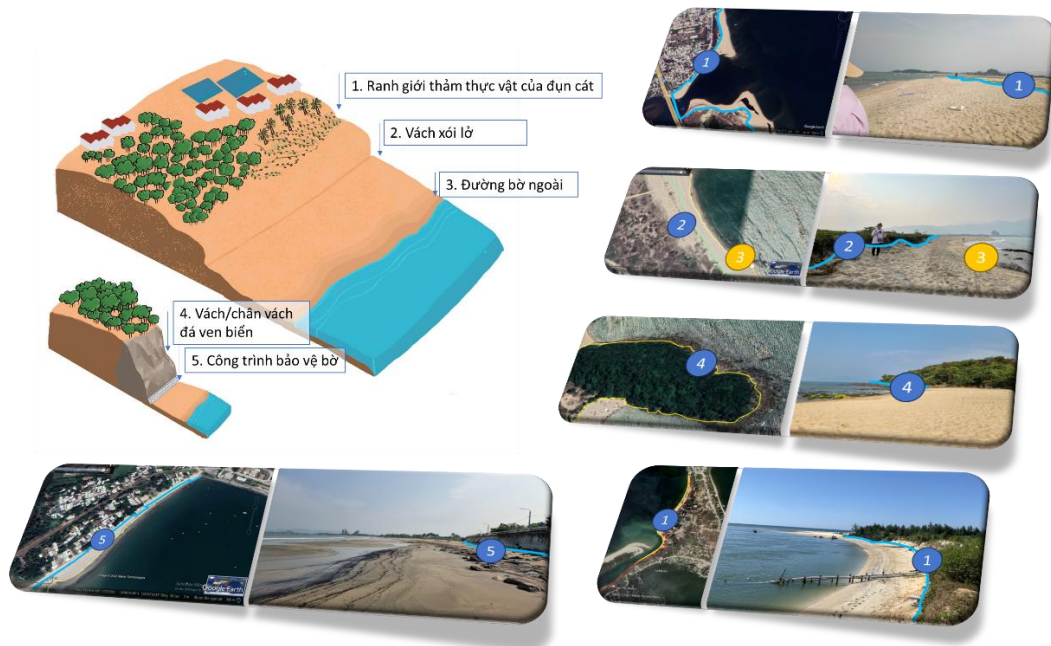 1. Ranh giới thảm thực vật của đụn cát
2. Vách xói lở
3. Đường bờ ngoài
4. Vách/chân vách
đá ven biển
5. Công trình bảo vệ bờ
1
1
2
3
2
3
4
4
5
Google Earth
5
1
1